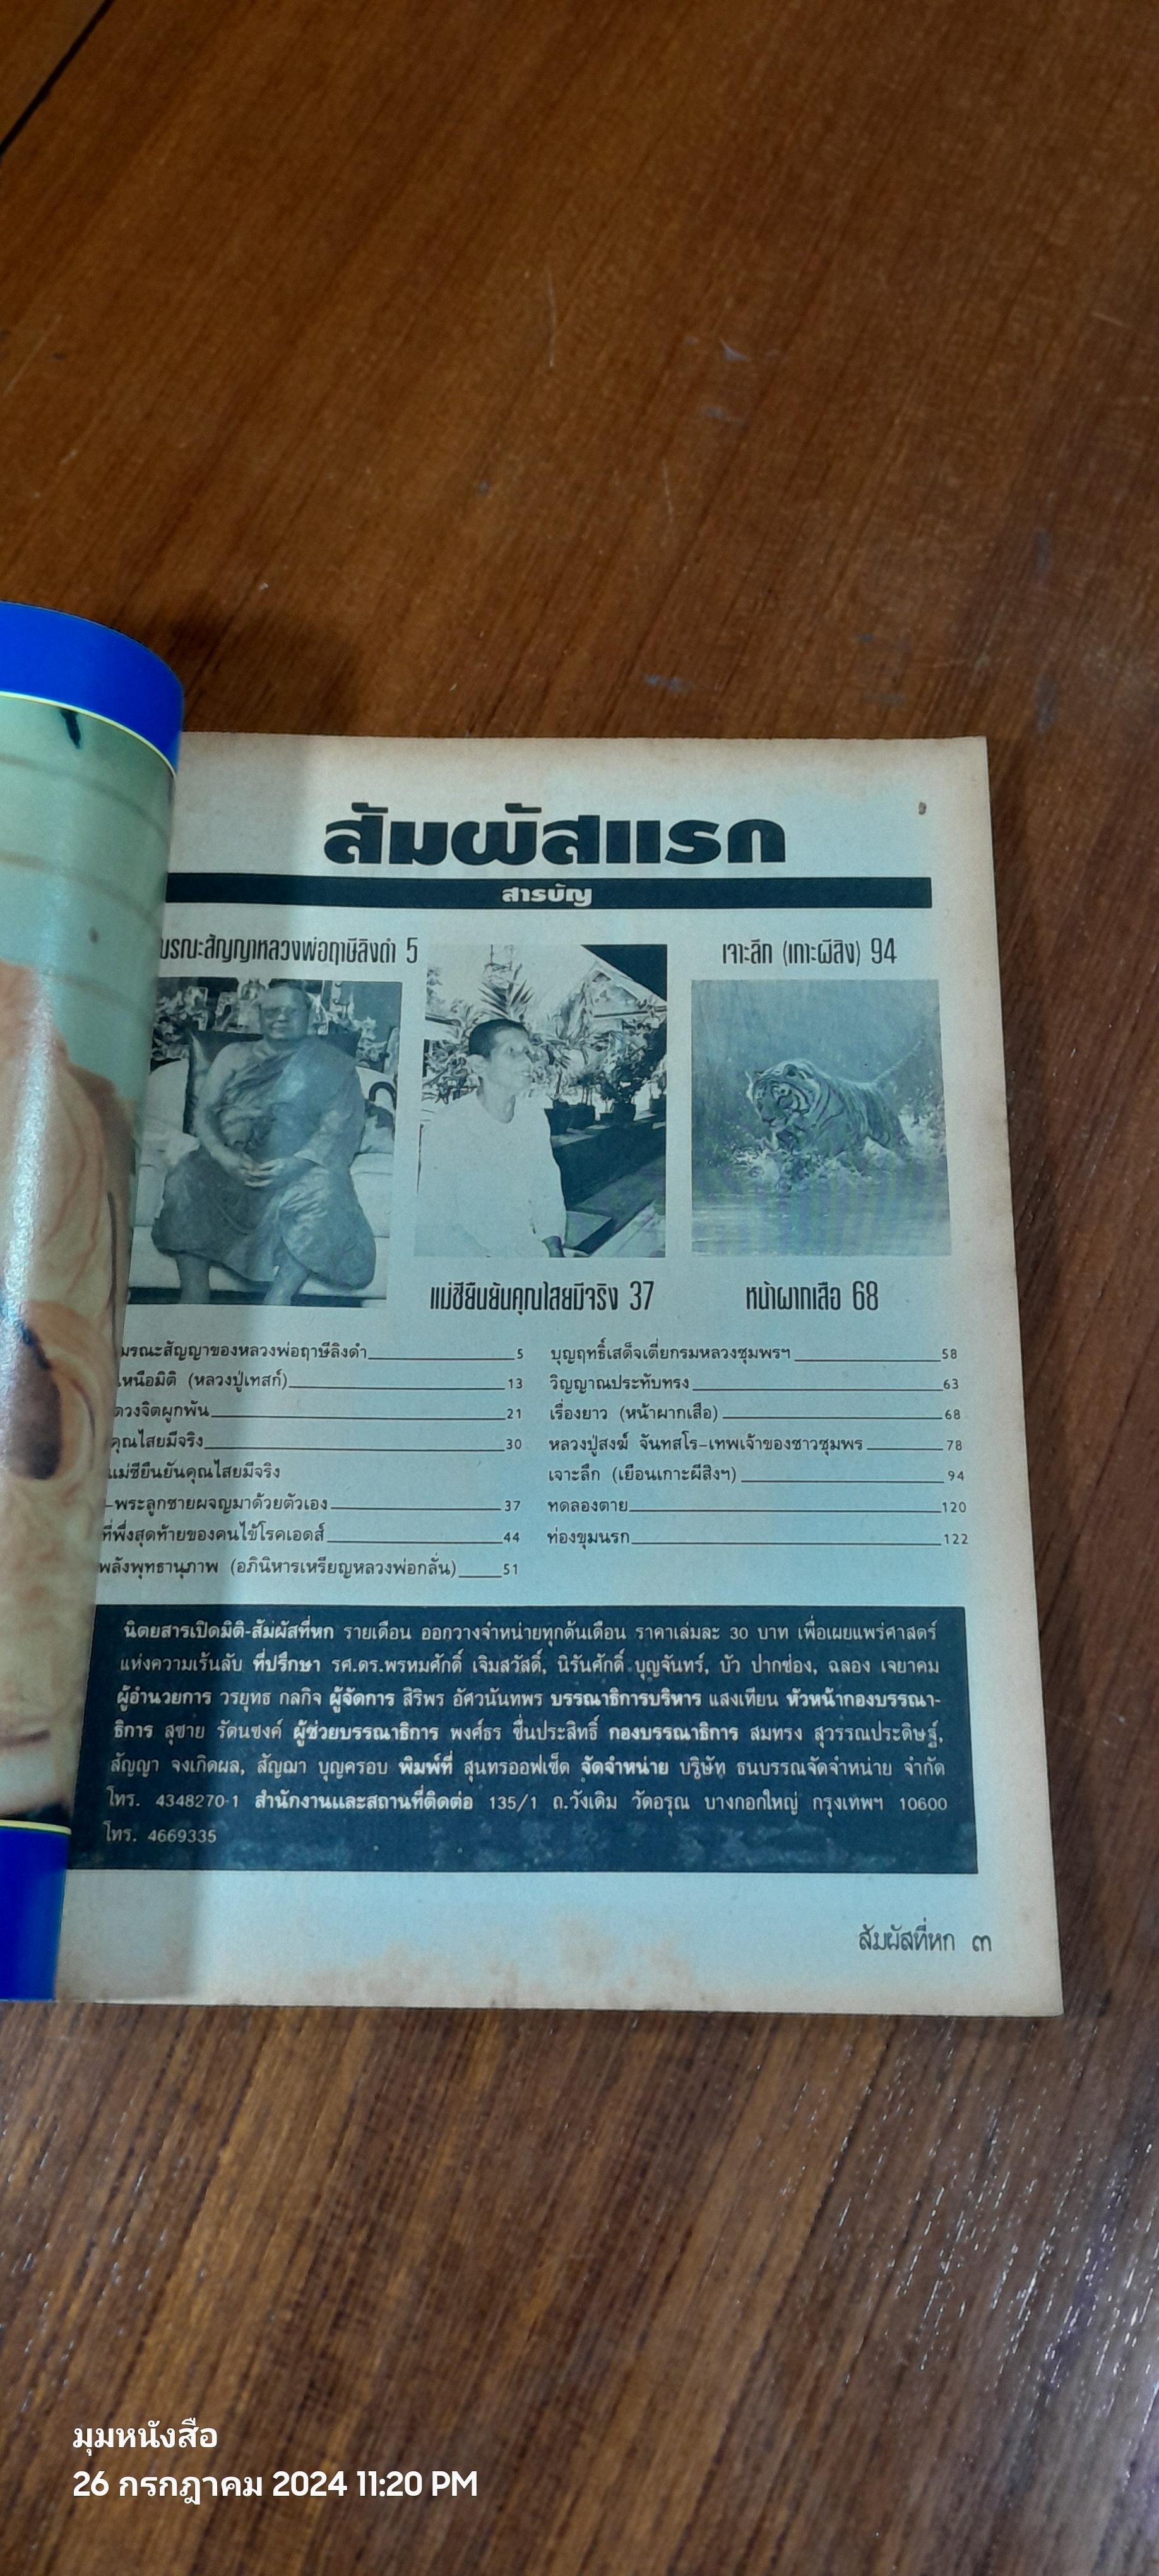 สัมผัสแรก
สารบัญ
มรณะสัญญาหลวงพ่อฤาษีลิงดำ 5
เจาะลึก (เกาะผีสิง) 94
แม่ชียืนยันคุณไสยมีจริง 37
หน้าผากเสือ 68
มรณะสัญญาของหลวงพ่อฤาษีลิงดำ 5
เหนือมิติ (หลวงปู่เทสก์) 13
ดวงจิตผูกพัน 21
คุณไสยมีจริง 30
แม่ชียืนยันคุณไสยมีจริง
-พระลูกชายผจญมาด้วยตัวเอง 37
ที่พึ่งสุดท้ายของคนไข้โรคเอดส์ 44
พลังพุทธานุภาพ (อภินิหารเหรียญหลวงพ่อกลั่น) 51
บุญฤทธิ์เสด็จเตี่ยกรมหลวงชุมพรฯ 58
วิญญาณประทับทรง 63
เรื่องยาว (หน้าผากเสือ) 68
หลวงปู่สงฆ์ จันทสโร-เทพเจ้าของชาวชุมพร 78
เจาะลึก (เยือนเกาะผีสิงฯ) 94
ทดลองตาย 120
ท่องขุมนรก 122
นิตยสารเปิดมิติ-สัมผัสที่หก รายเดือน ออกวางจำหน่ายทุกต้นเดือน ราคาเล่มละ 30 บาท เพื่อเผยแพร่ศาสตร์
แห่งความเร้นลับ ที่ปรึกษา รศ.ดร.พรหมศักดิ์ เจิมสวัสดิ์, นิรันศักดิ์ บุญจันทร์, บัว ปากช่อง, ฉลอง เจยาคม
ผู้อำนวยการ วรยุทธ กลกิจ ผู้จัดการ สิริพร อัศวนันทพร บรรณาธิการบริหาร แสงเทียน หัวหน้ากองบรรณา-
ธิการ สุชาย รัตนชงค์ ผู้ช่วยบรรณาธิการ พงศ์ธร ชื่นประสิทธิ์ กองบรรณาธิการ สมทรง สุวรรณประดิษฐ์,
สัญญา จงเกิดผล, สัญฌา บุญครอบ พิมพ์ที่ สุนทรออฟเซ็ต จัดจำหน่าย บริษัท ธนบรรณจัดจำหน่าย จำกัด
โทร. 4348270-1 สำนักงานและสถานที่ติดต่อ 135/1 ถ.วังเดิม วัดอรุณ บางกอกใหญ่ กรุงเทพฯ 10600
โทร. 4669335
สัมผัสที่หก ๓
มุมหนังสือ
26 กรกฎาคม 2024 11:20 PM